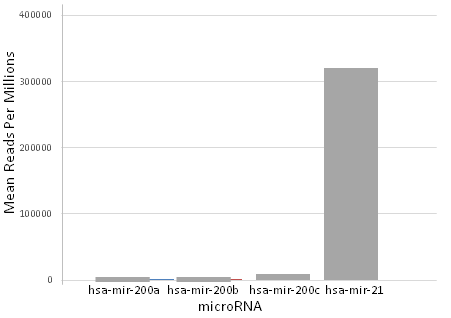 400000
300000
200000
100000
0
Mean Reads Per Millions
hsa-mir-200a hsa-mir-200b hsa-mir-200c hsa-mir-21
microRNA